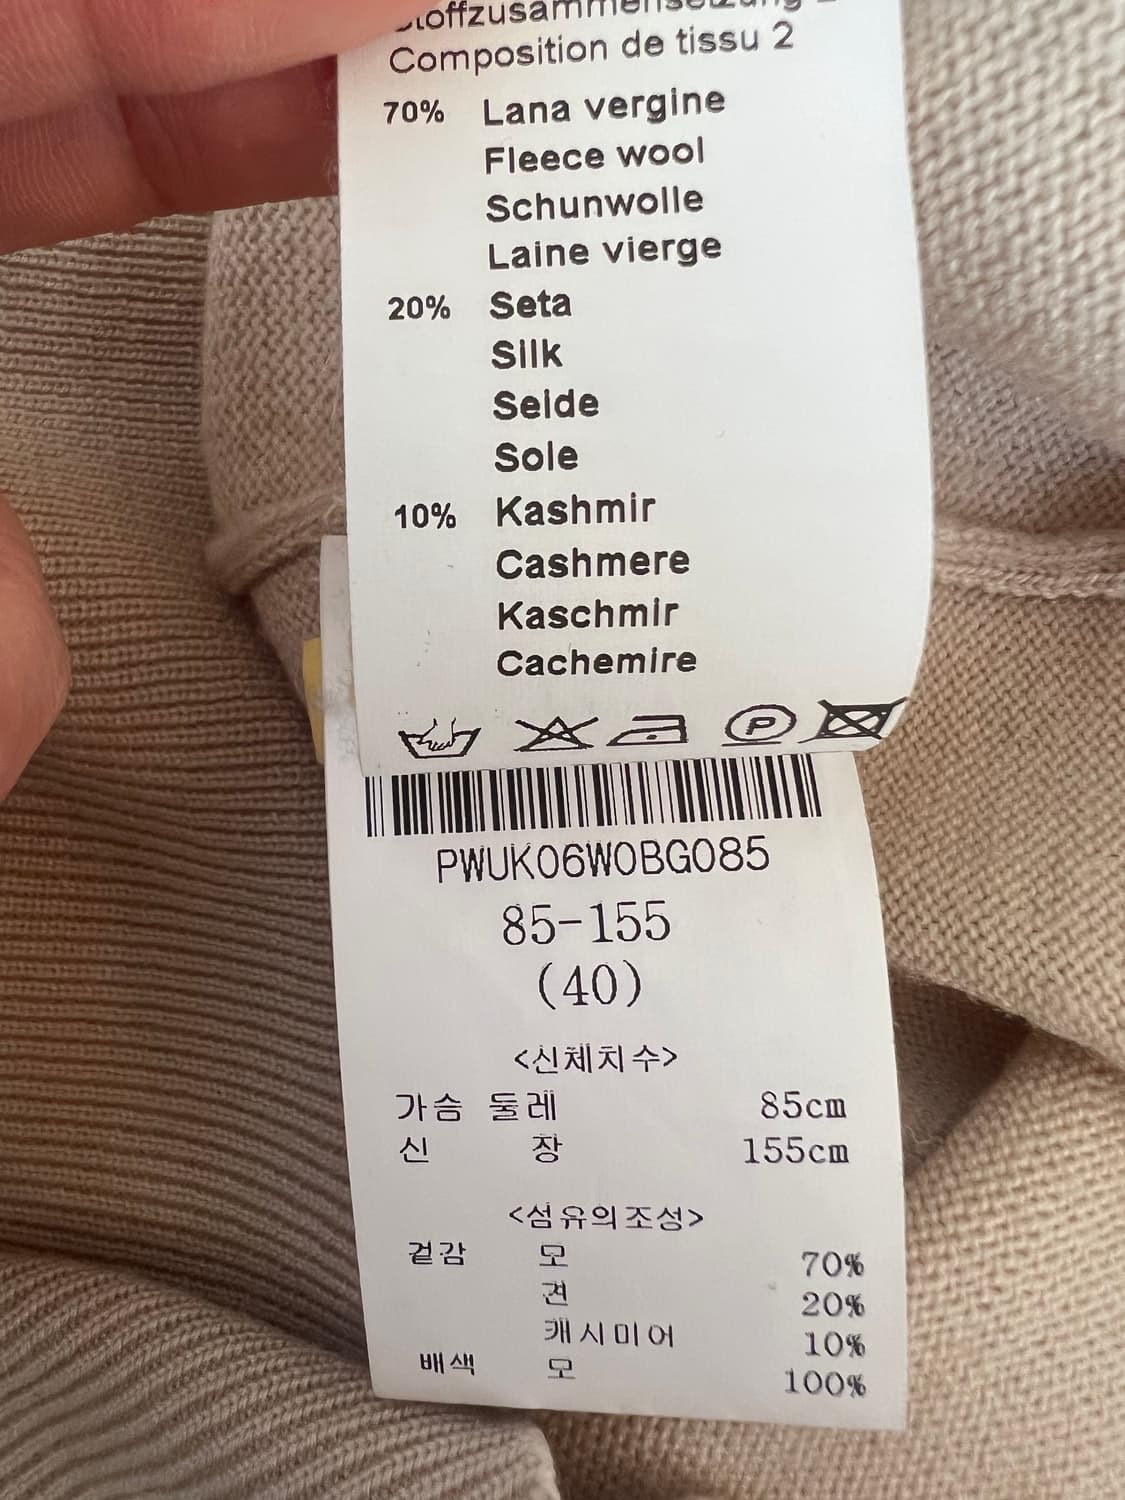 Stoffzusammensetzung 2
Composition de tissu 2
70% Lana vergine
Fleece wool
Schunwolle
Laine vierge
20% Seta
Silk
Seide
Sole
10% Kashmir
Cashmere
Kaschmir
Cachemire
P
PWUK06W0BG085
85-155
(40)
<신체치수>
가슴 둘레 85cm
신 장 155cm
<섬유의조성>
겉감 모 70%
견 20%
캐시미어 10%
배색 모 100%